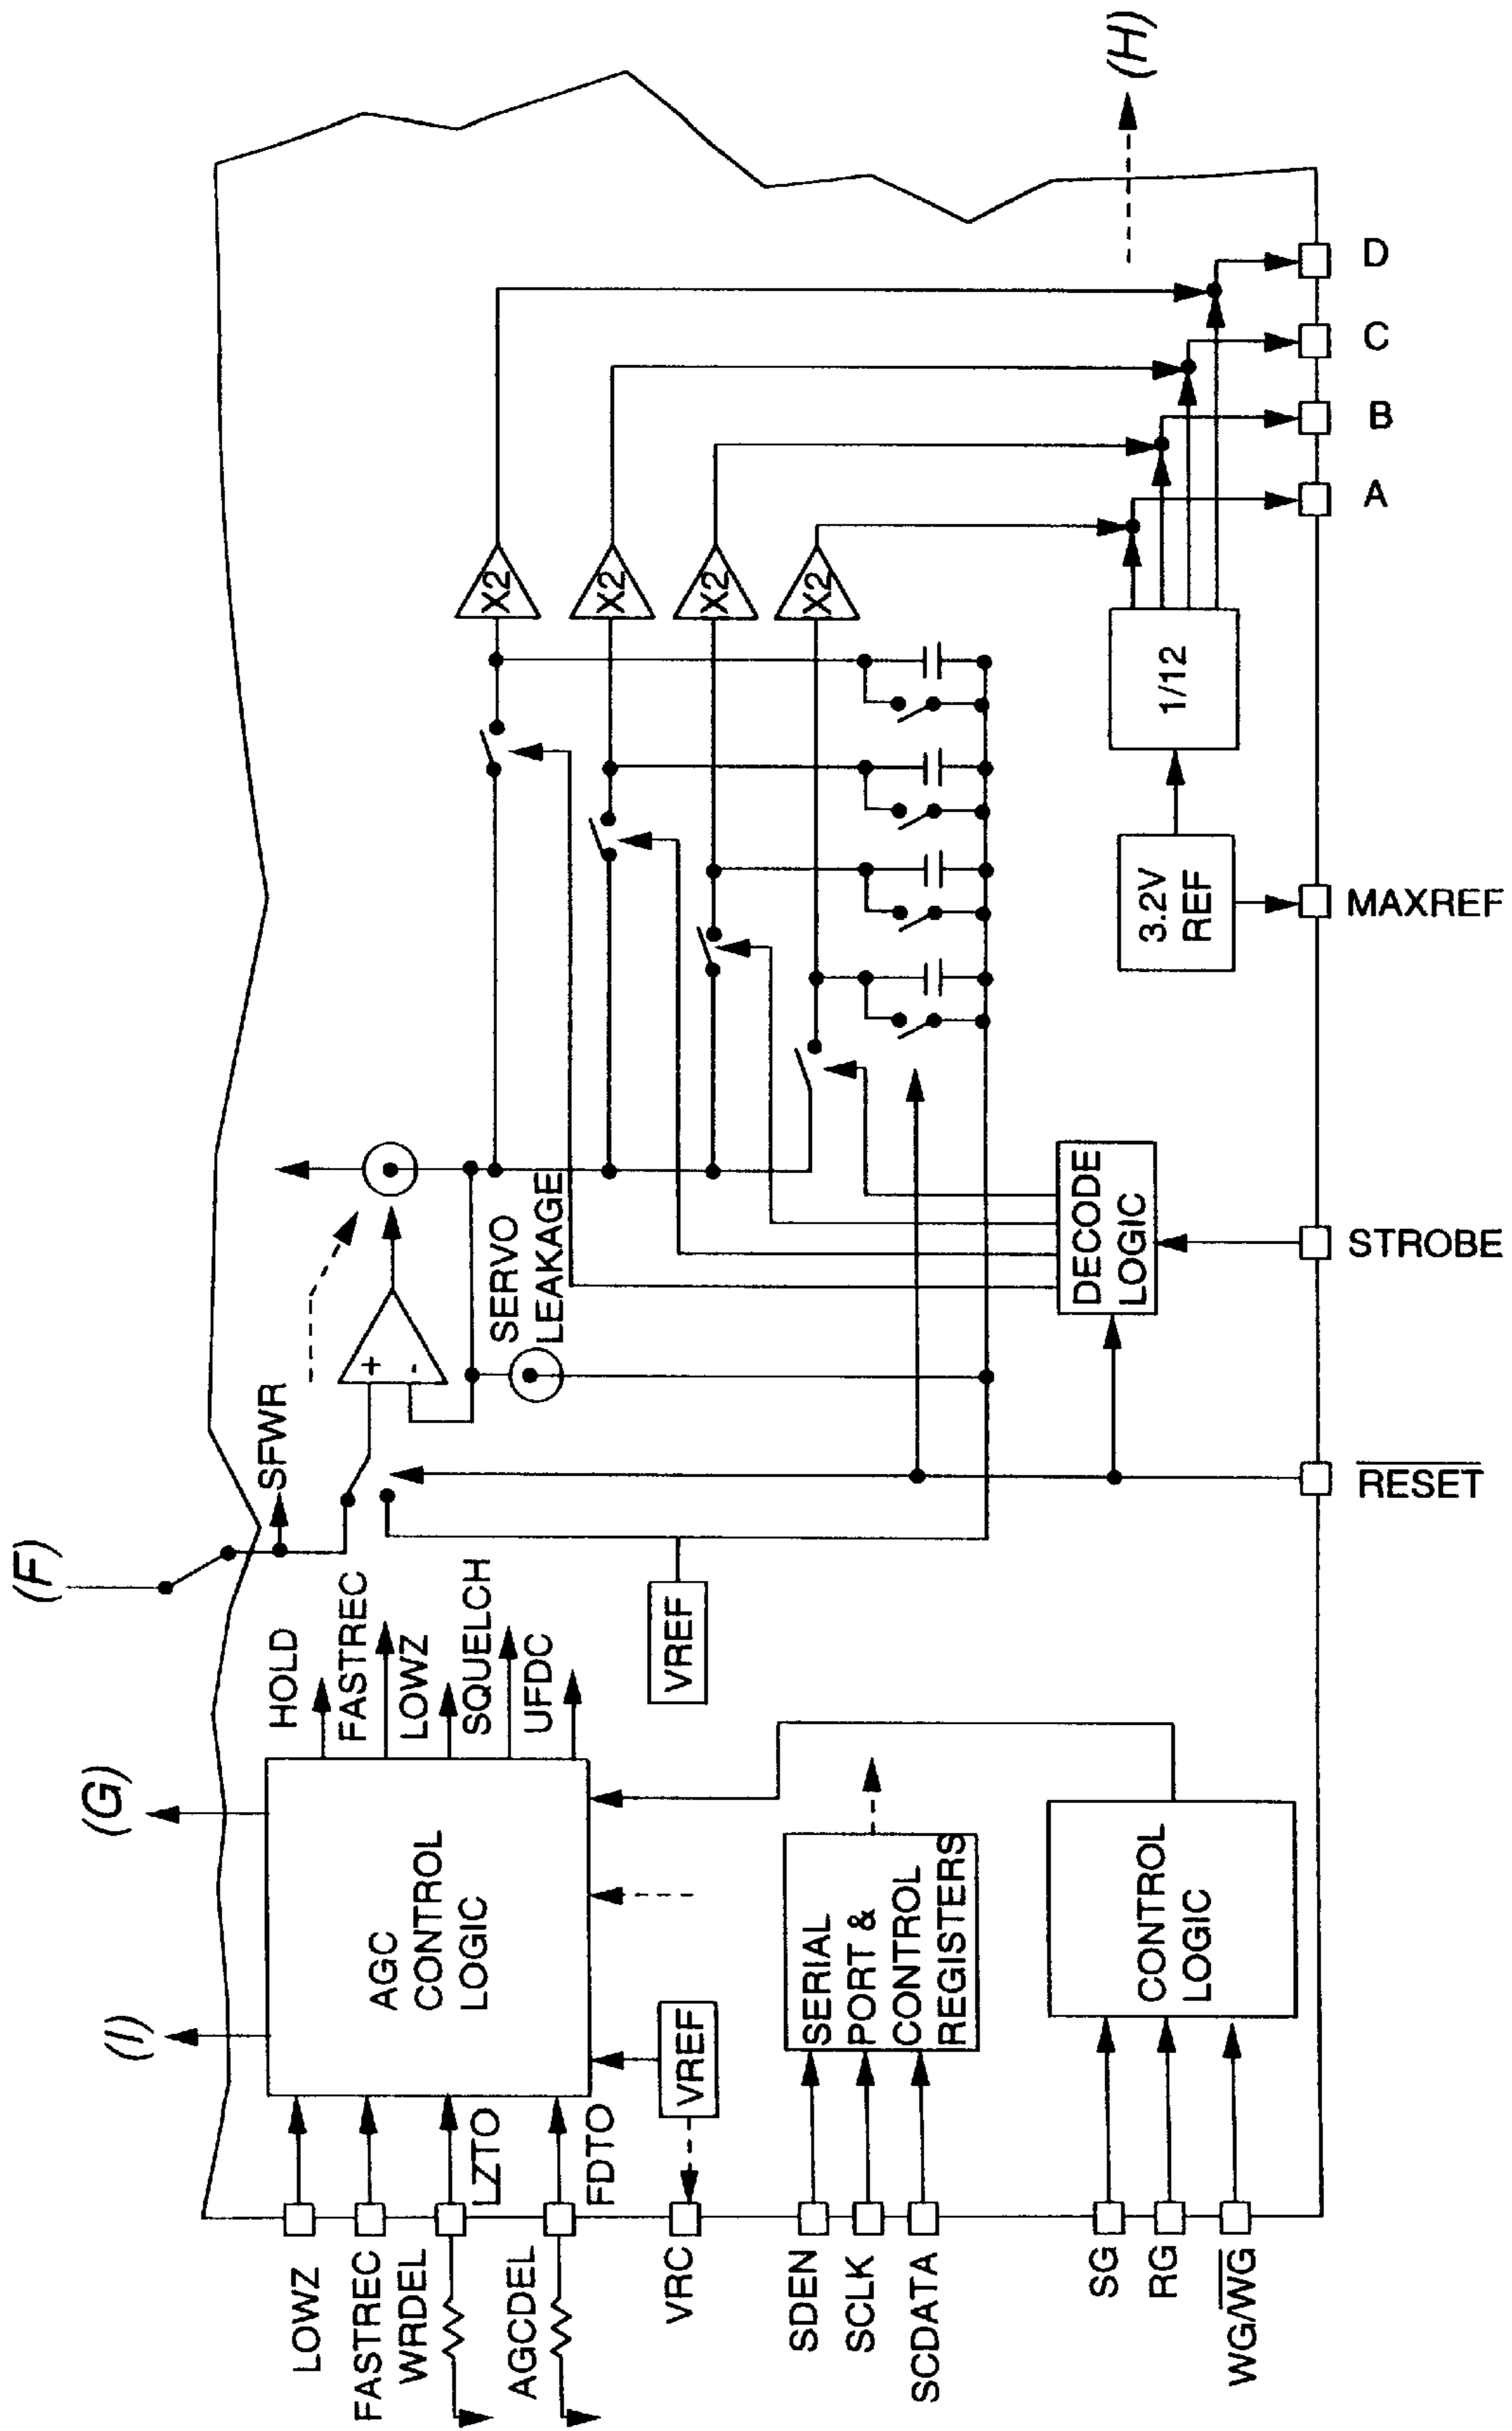 (I)
(G)
(F)
HOLD
FASTREC
LOWZ
SQUELCH
UFDC
SFWR
LOWZ
FASTREC
WRDEL
LZTO
AGCDEL
FDTO
AGC
CONTROL
LOGIC
VREF
VRC
VREF
+
-
SERVO
LEAKAGE
X2
X2
X2
X2
SDEN
SCLK
SCDATA
SERIAL
PORT &
CONTROL
REGISTERS
SG
RG
WG/W̅G̅
CONTROL
LOGIC
DECODE
LOGIC
3.2V
REF
1/12
(H)
R̅E̅S̅E̅T̅
STROBE
MAXREF
A
B
C
D